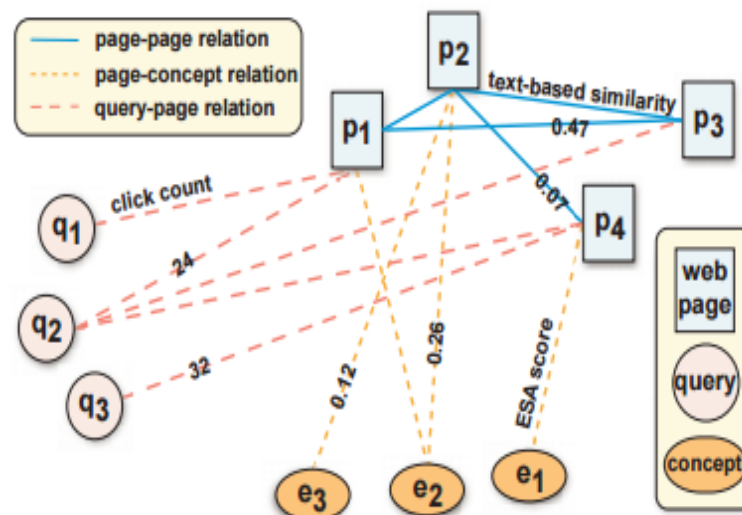 page-page relation
page-concept relation
query-page relation
p2
text-based similarity
p1
p3
0.47
click count
0.07
q1
p4
24
web
page
q2
0.26
32
0.12
ESA score
query
q3
concept
e3
e2
e1